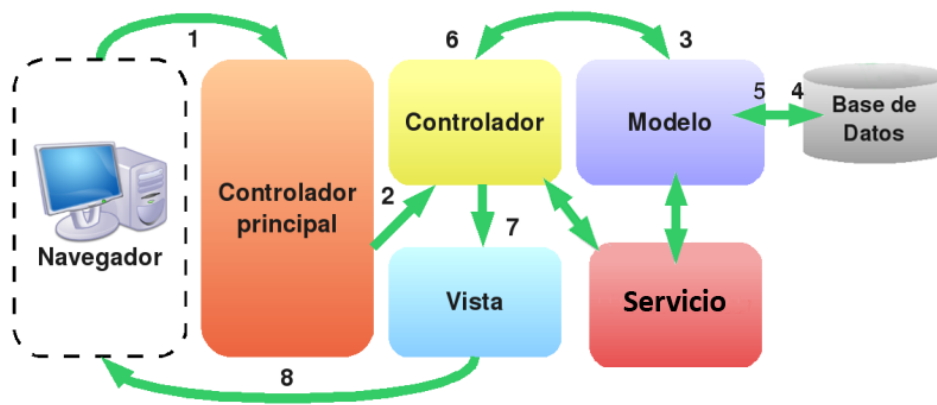 1
6
3
5
4
Base de
Datos
Controlador
Modelo
Controlador
principal
2
7
Navegador
Vista
Servicio
8